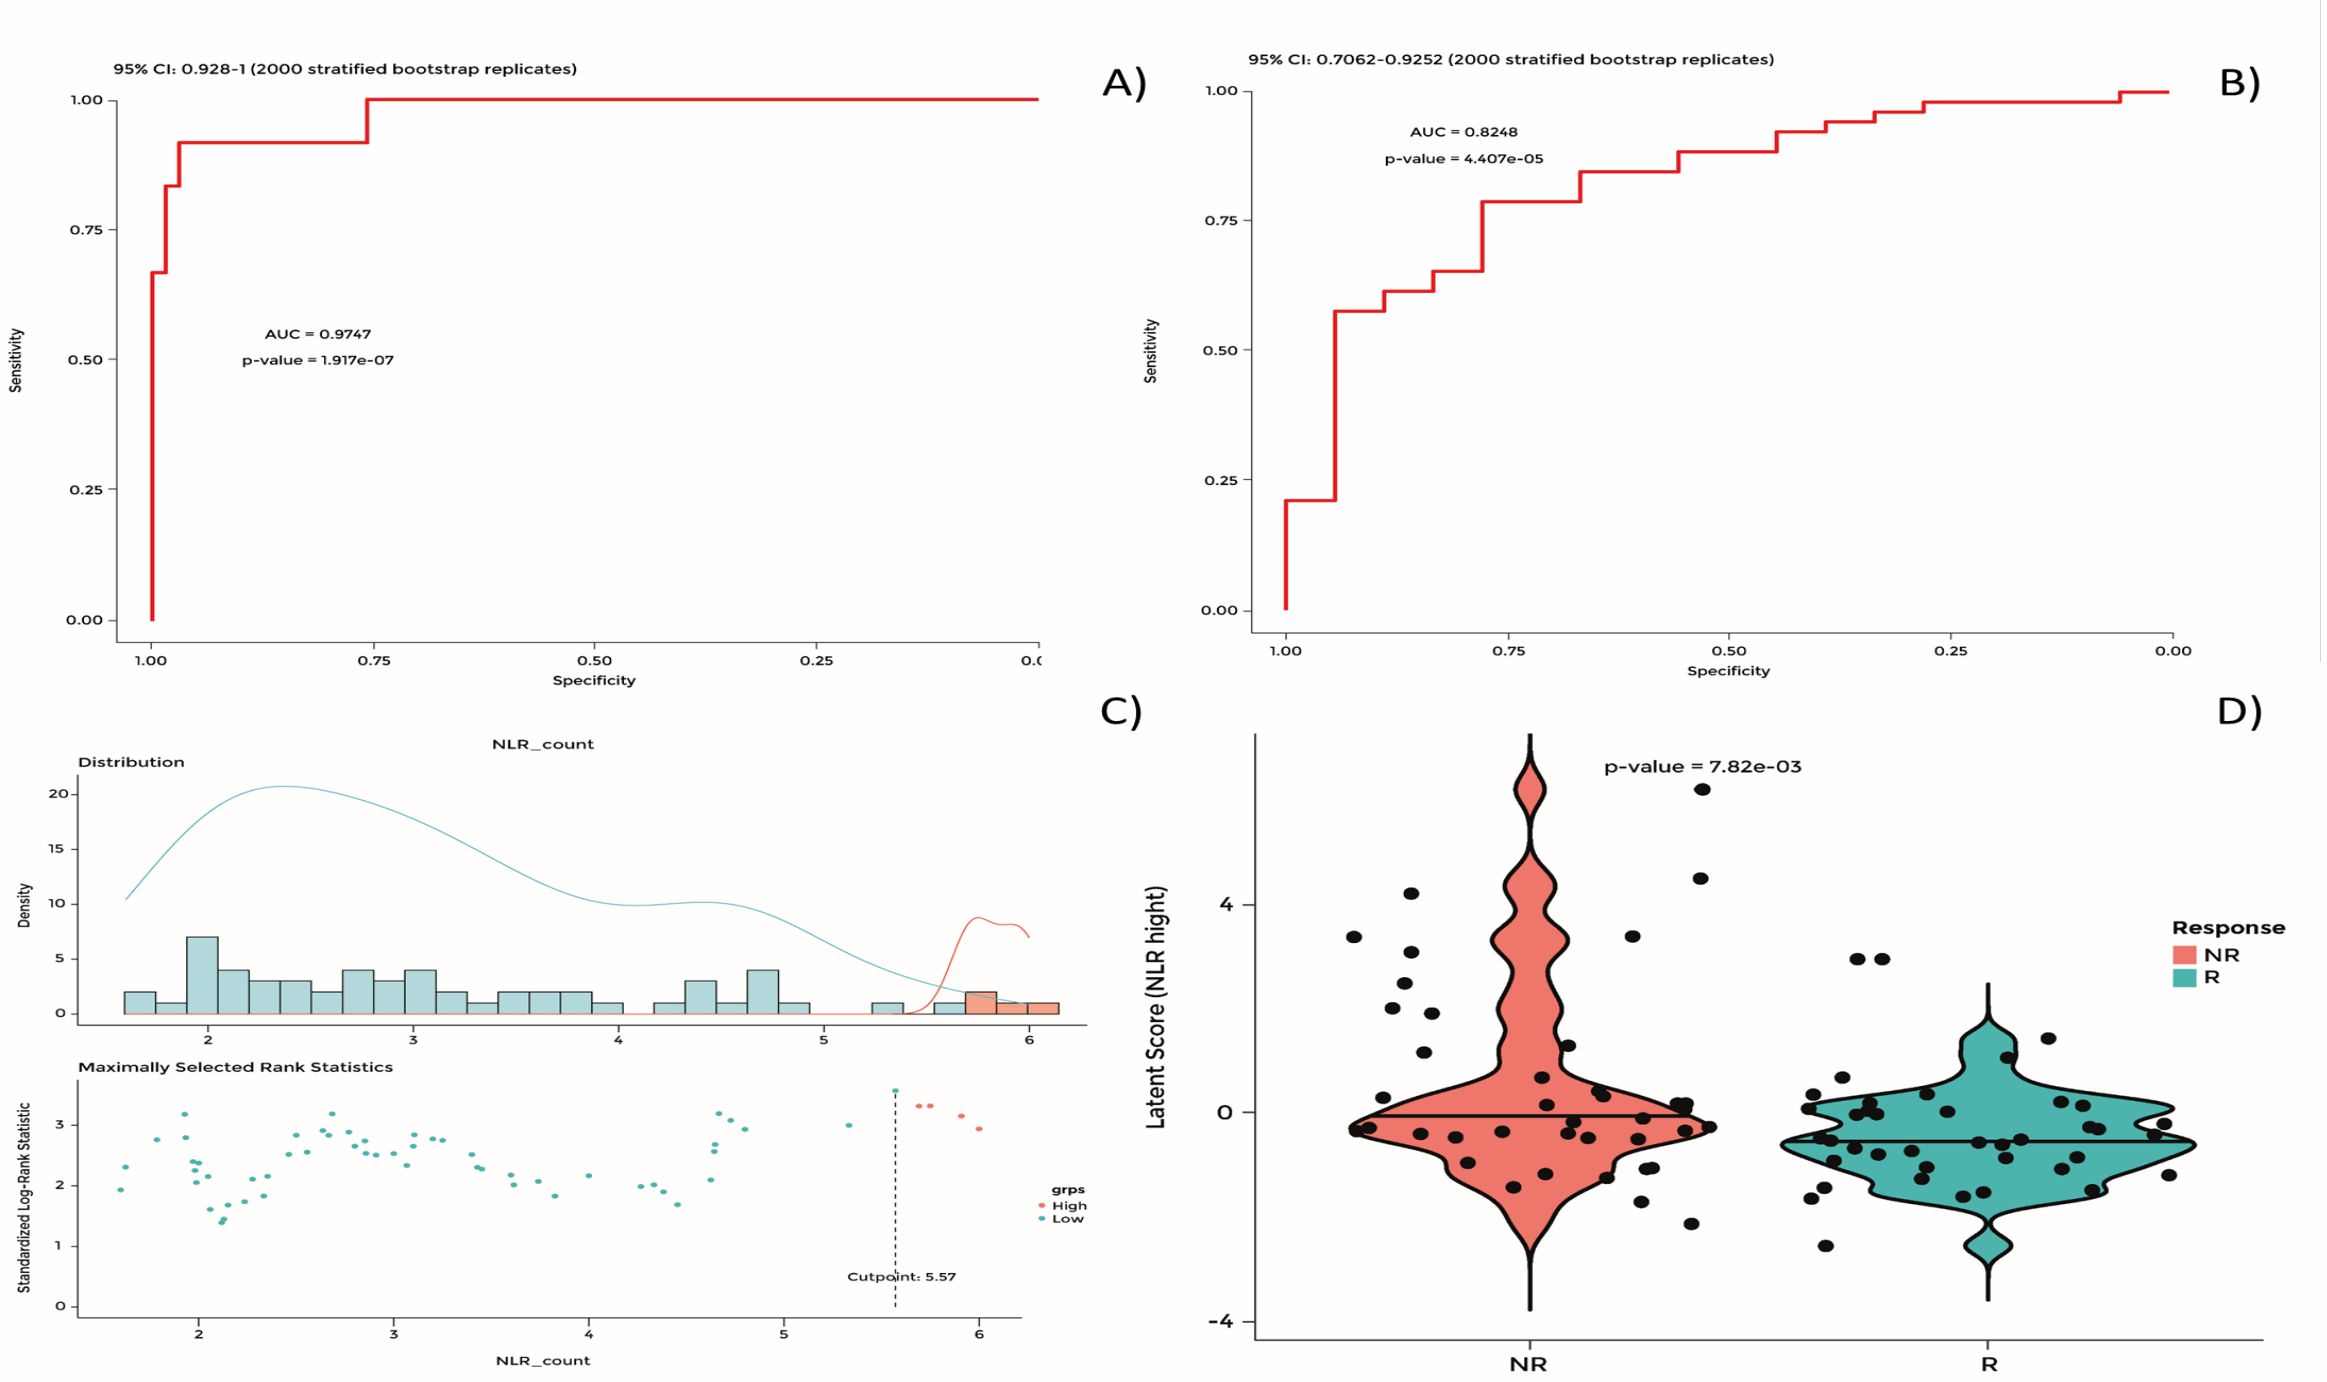 95% CI: 0.928-1 (2000 stratified bootstrap replicates)
A)
1.00
0.75
0.50
0.25
0.00
Sensitivity
AUC = 0.9747
p-value = 1.917e-07
1.00 0.75 0.50 0.25 0.0
Specificity
95% CI: 0.7062-0.9252 (2000 stratified bootstrap replicates)
B)
1.00
0.75
0.50
0.25
0.00
Sensitivity
AUC = 0.8248
p-value = 4.407e-05
1.00 0.75 0.50 0.25 0.00
Specificity
C)
NLR_count
Distribution
20
15
10
5
0
Density
2 3 4 5 6
Maximally Selected Rank Statistics
3
2
1
0
Standardized Log-Rank Statistic
grps
High
Low
Cutpoint: 5.57
2 3 4 5 6
NLR_count
D)
p-value = 7.82e-03
4
0
-4
Latent Score (NLR hight)
Response
NR
R
NR R